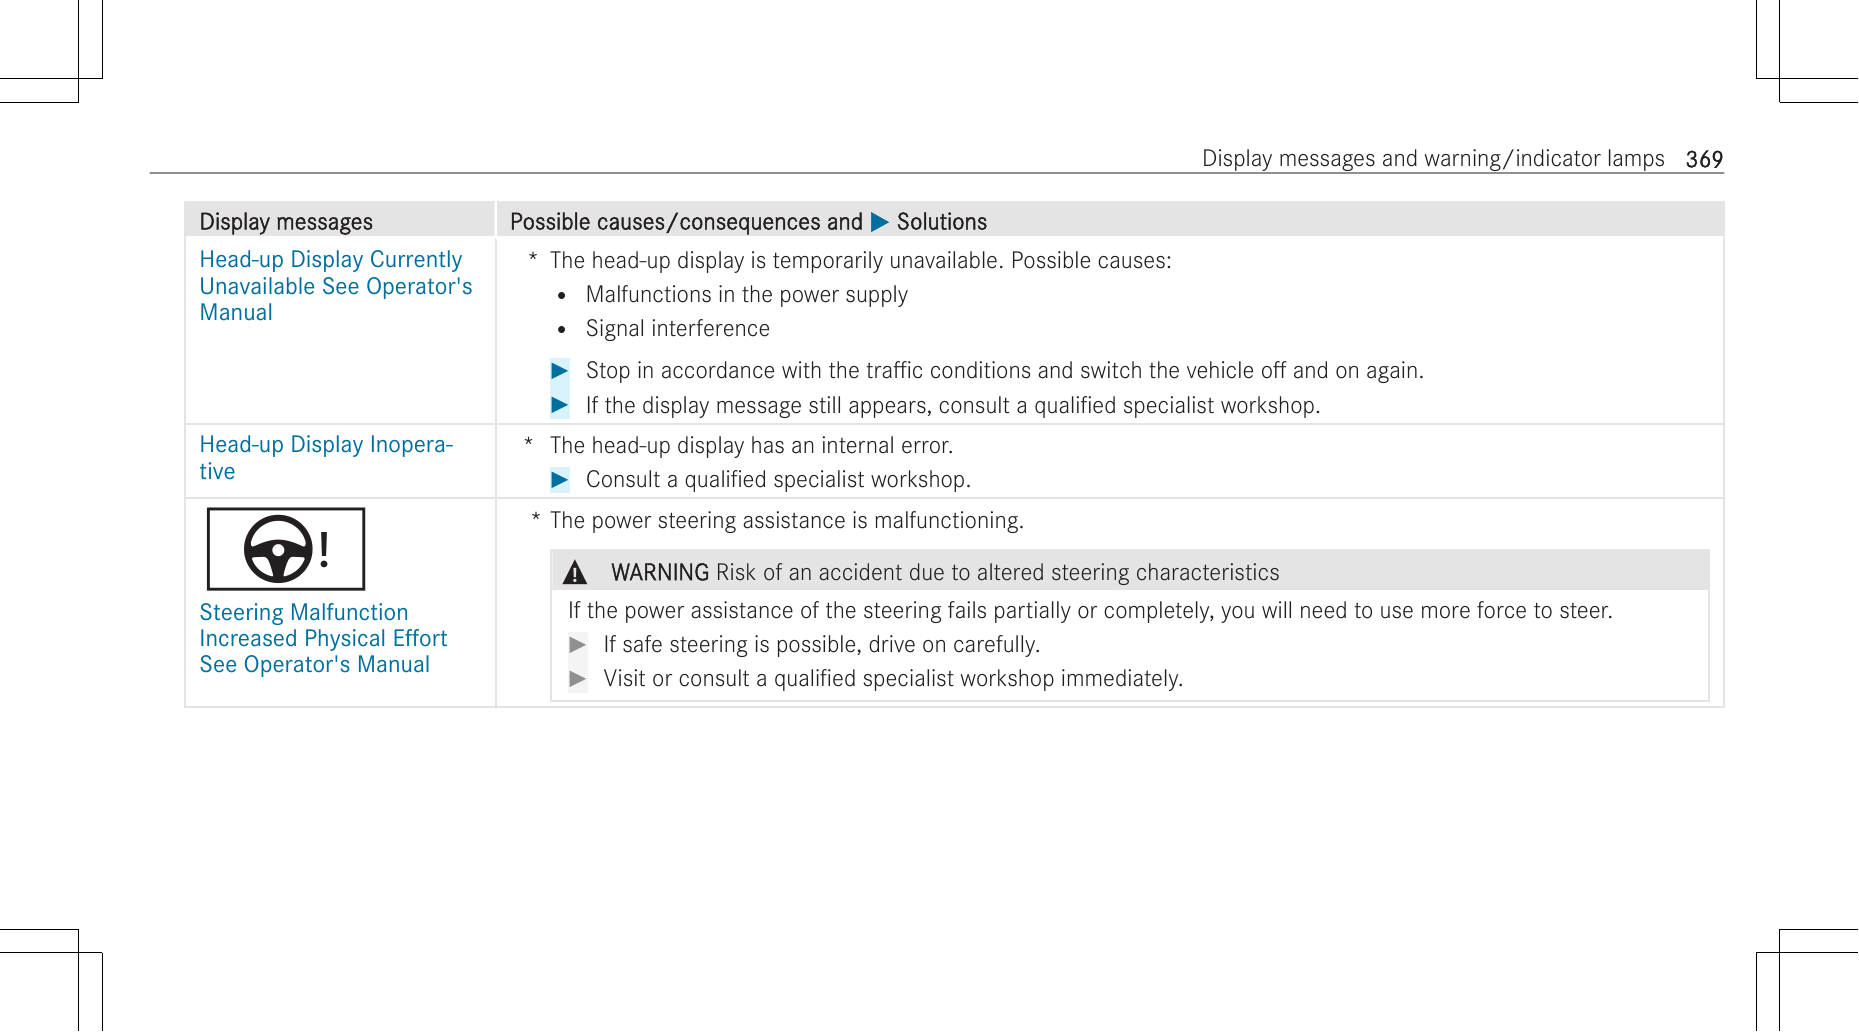 Display messages and warning/indicator lamps 369
Display messages
Possible causes/consequences and ▶ Solutions
Head-up Display Currently
Unavailable See Operator's
Manual
* The head-up display is temporarily unavailable. Possible causes:
• Malfunctions in the power supply
• Signal interference
▶ Stop in accordance with the traffic conditions and switch the vehicle off and on again.
▶ If the display message still appears, consult a qualified specialist workshop.
Head-up Display Inopera-
tive
* The head-up display has an internal error.
▶ Consult a qualified specialist workshop.
!
Steering Malfunction
Increased Physical Effort
See Operator's Manual
* The power steering assistance is malfunctioning.
⚠ WARNING Risk of an accident due to altered steering characteristics
If the power assistance of the steering fails partially or completely, you will need to use more force to steer.
▶ If safe steering is possible, drive on carefully.
▶ Visit or consult a qualified specialist workshop immediately.